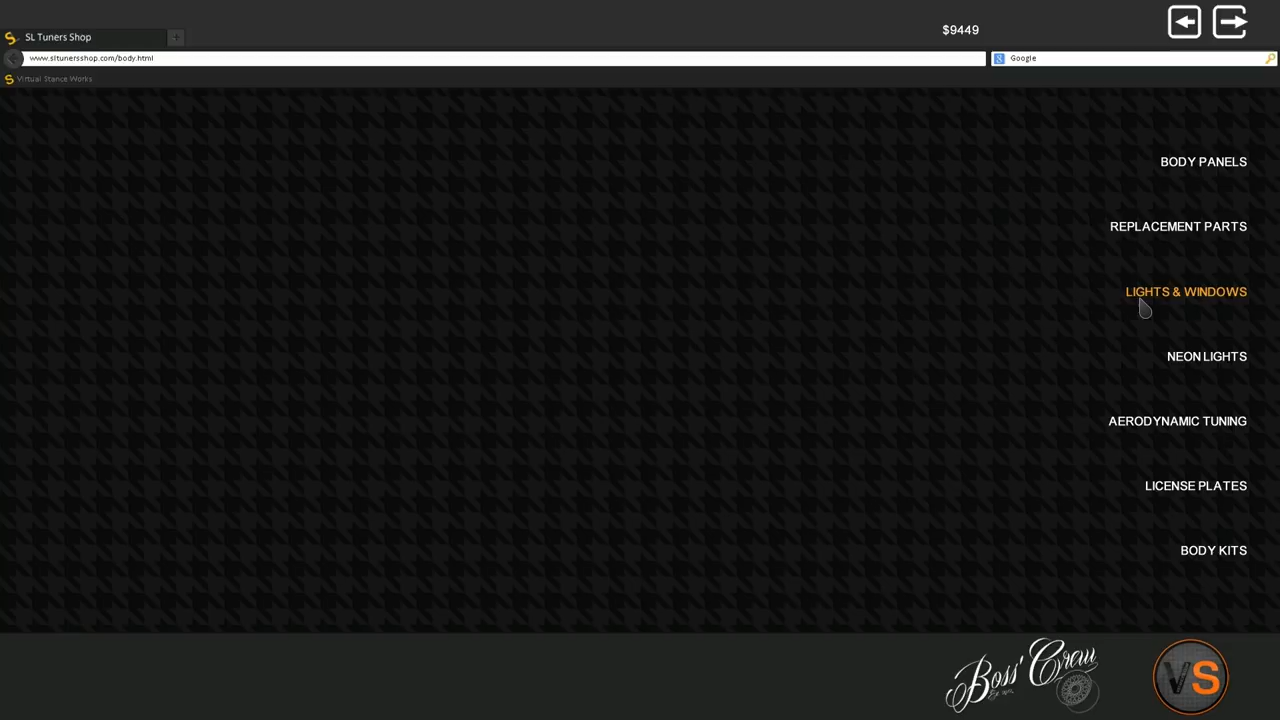 $9449
SL Tuners Shop
www.sltunersshop.com/body.html
Google
Virtual Stance Works
BODY PANELS
REPLACEMENT PARTS
LIGHTS & WINDOWS
NEON LIGHTS
AERODYNAMIC TUNING
LICENSE PLATES
BODY KITS
Boss' Crew
VS